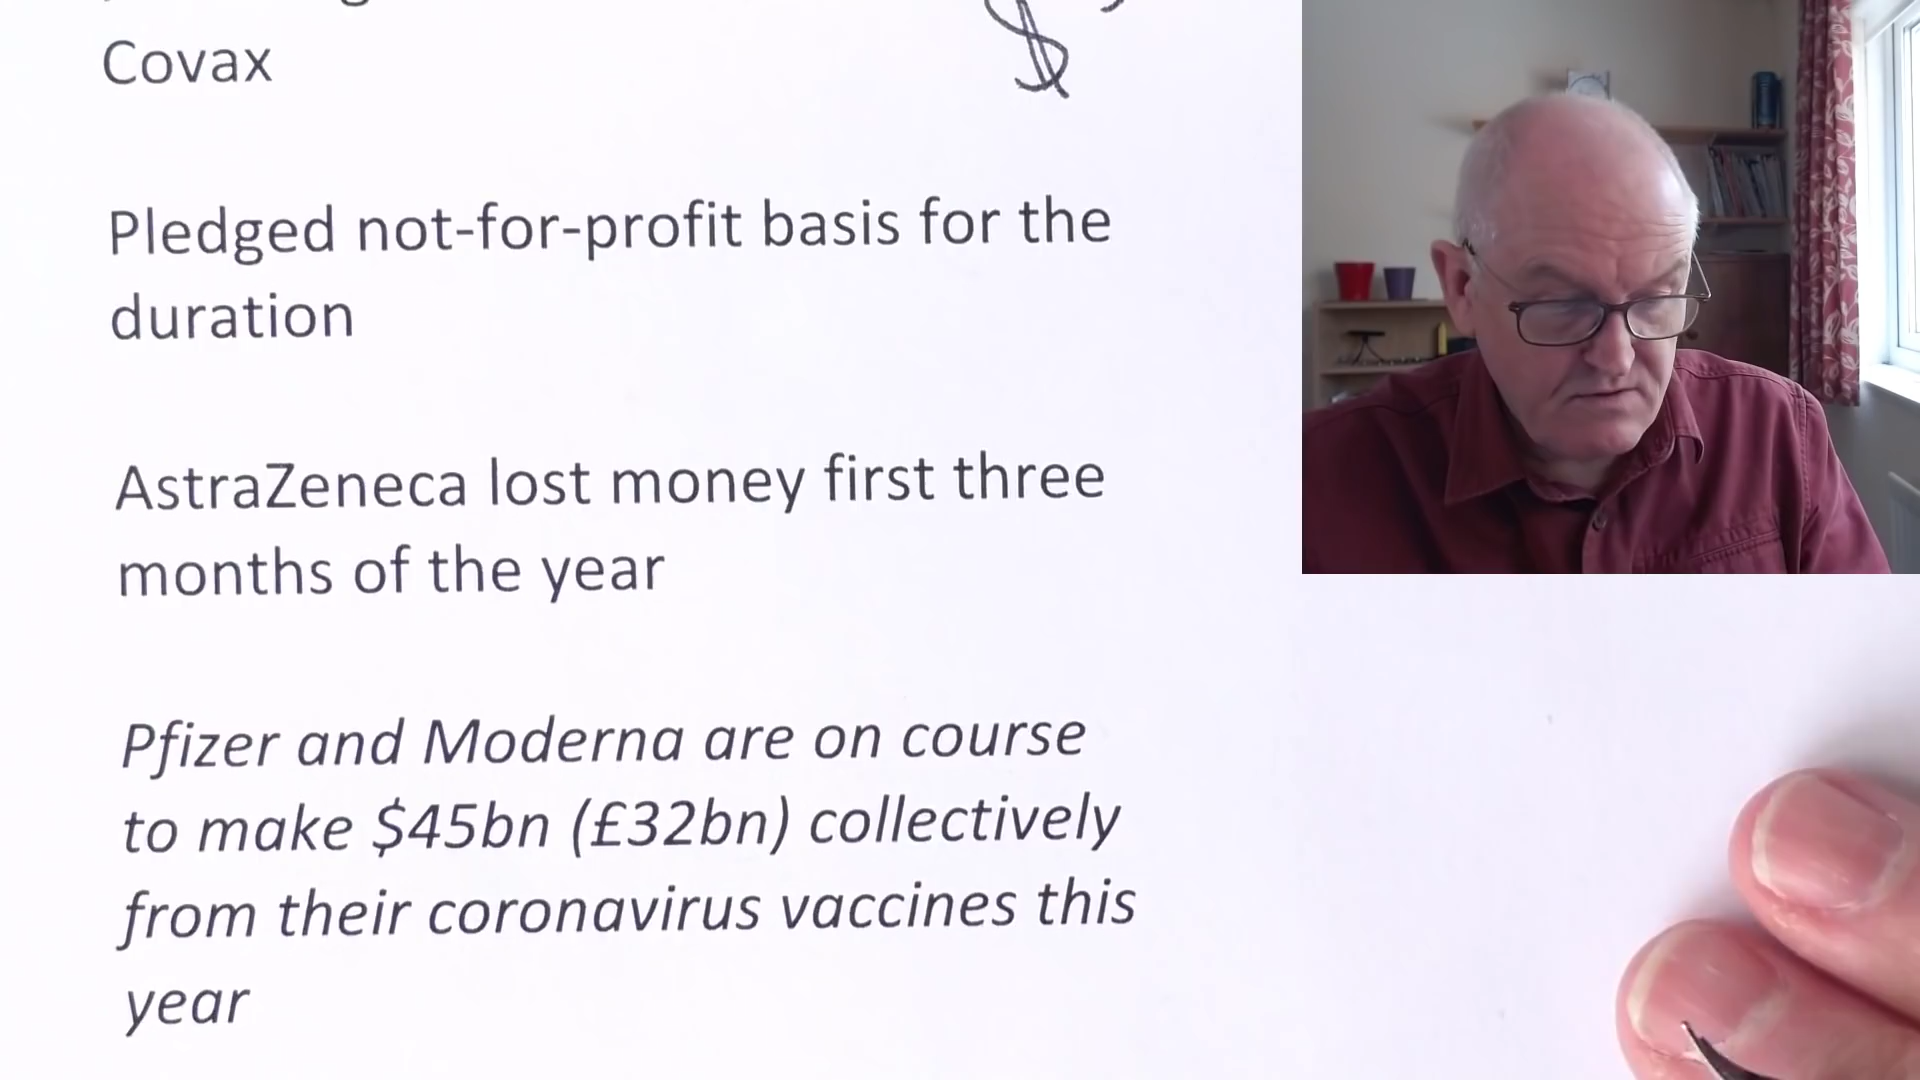 Covax
$
Pledged not-for-profit basis for the
duration
AstraZeneca lost money first three
months of the year
Pfizer and Moderna are on course
to make $45bn (£32bn) collectively
from their coronavirus vaccines this
year